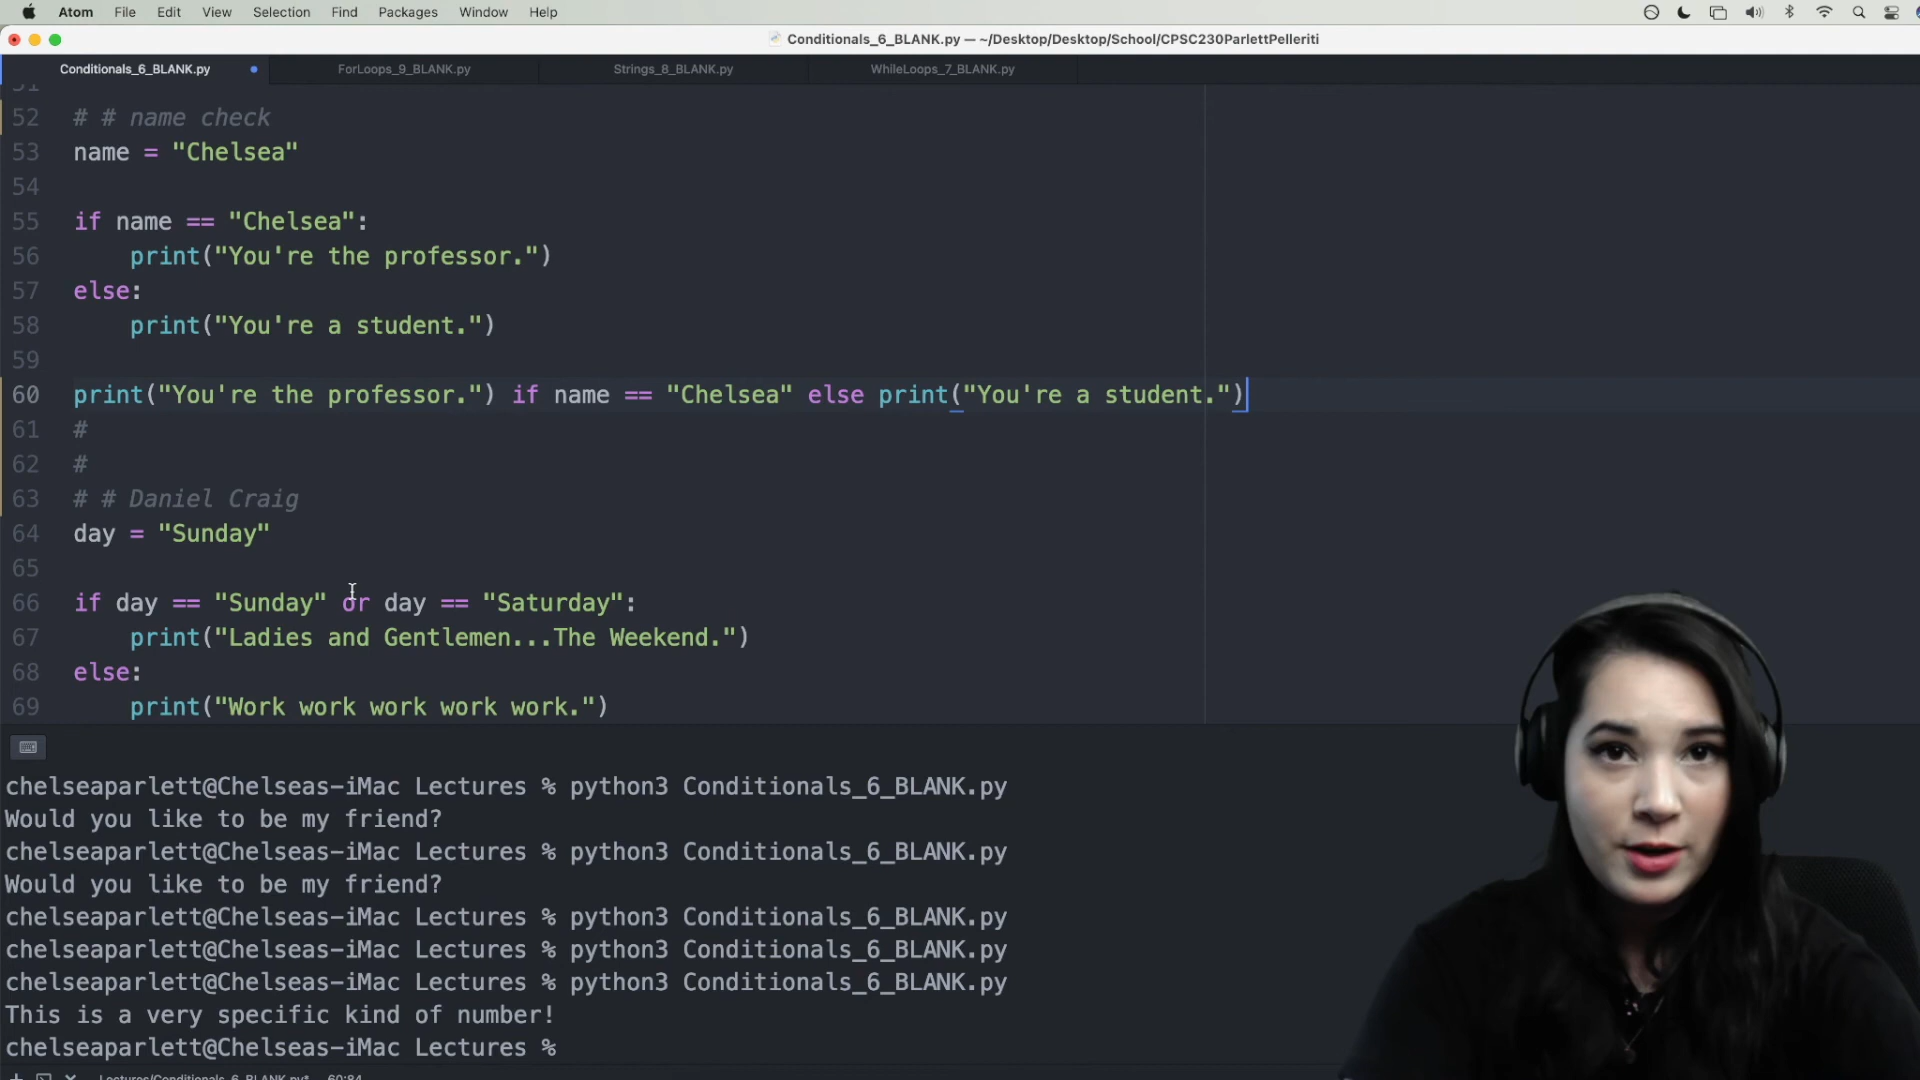 Atom File Edit View Selection Find Packages Window Help
Conditionals_6_BLANK.py — ~/Desktop/Desktop/School/CPSC230ParlettPelleriti
Conditionals_6_BLANK.py ForLoops_9_BLANK.py Strings_8_BLANK.py WhileLoops_7_BLANK.py
51
52 # # name check
53 name = "Chelsea"
54
55 if name == "Chelsea":
56     print("You're the professor.")
57 else:
58     print("You're a student.")
59
60 print("You're the professor.") if name == "Chelsea" else print("You're a student.")
61 #
62 #
63 # # Daniel Craig
64 day = "Sunday"
65
66 if day == "Sunday" or day == "Saturday":
67     print("Ladies and Gentlemen...The Weekend.")
68 else:
69     print("Work work work work work.")
chelseaparlett@Chelseas-iMac Lectures % python3 Conditionals_6_BLANK.py
Would you like to be my friend?
chelseaparlett@Chelseas-iMac Lectures % python3 Conditionals_6_BLANK.py
Would you like to be my friend?
chelseaparlett@Chelseas-iMac Lectures % python3 Conditionals_6_BLANK.py
chelseaparlett@Chelseas-iMac Lectures % python3 Conditionals_6_BLANK.py
chelseaparlett@Chelseas-iMac Lectures % python3 Conditionals_6_BLANK.py
This is a very specific kind of number!
chelseaparlett@Chelseas-iMac Lectures %
Lectures/Conditionals_6_BLANK.py* 60:84